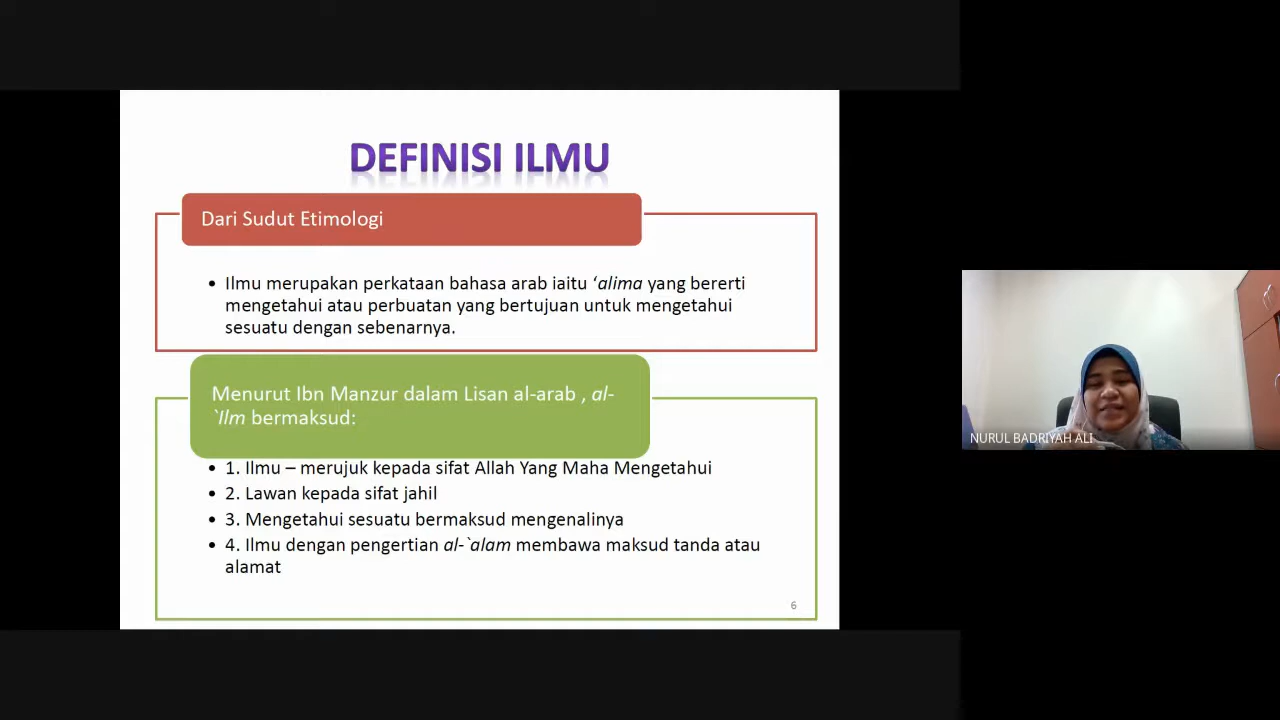 DEFINISI ILMU
Dari Sudut Etimologi
• Ilmu merupakan perkataan bahasa arab iaitu ‘alima yang bererti
mengetahui atau perbuatan yang bertujuan untuk mengetahui
sesuatu dengan sebenarnya.
Menurut Ibn Manzur dalam Lisan al-arab , al-
`Ilm bermaksud:
• 1. Ilmu – merujuk kepada sifat Allah Yang Maha Mengetahui
• 2. Lawan kepada sifat jahil
• 3. Mengetahui sesuatu bermaksud mengenalinya
• 4. Ilmu dengan pengertian al-`alam membawa maksud tanda atau
alamat
6
NURUL BADRIYAH ALI